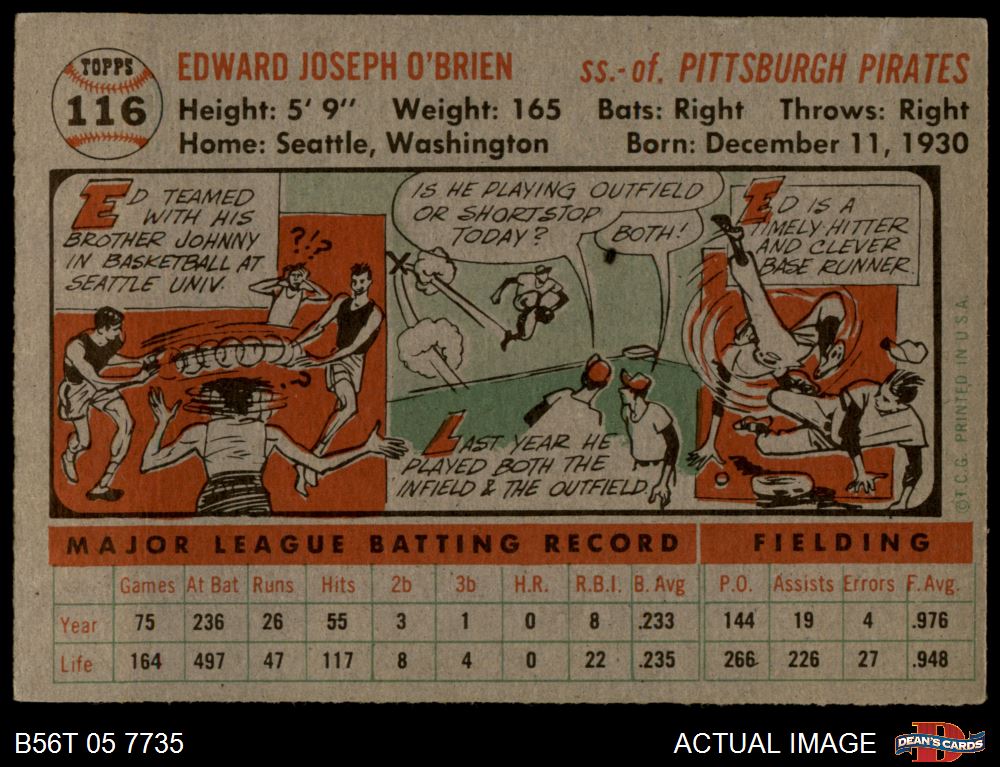 TOPPS
116
EDWARD JOSEPH O'BRIEN
ss.-of. PITTSBURGH PIRATES
Height: 5' 9" Weight: 165 Bats: Right Throws: Right
Home: Seattle, Washington Born: December 11, 1930
ED TEAMED
WITH HIS
BROTHER JOHNNY
IN BASKETBALL AT
SEATTLE UNIV.
?!?
?
IS HE PLAYING OUTFIELD
OR SHORTSTOP
TODAY?
BOTH!
LAST YEAR HE
PLAYED BOTH THE
INFIELD & THE OUTFIELD.
ED IS A
TIMELY HITTER
AND CLEVER
BASE RUNNER.
© T.C.G. PRINTED IN U.S.A.
MAJOR LEAGUE BATTING RECORD FIELDING
Games At Bat Runs Hits 2b 3b H.R. R.B.I. B. Avg P.O. Assists Errors F. Avg.
Year 75 236 26 55 3 1 0 8 .233 144 19 4 .976
Life 164 497 47 117 8 4 0 22 .235 266 226 27 .948
B56T 05 7735
ACTUAL IMAGE
D
DEAN'S CARDS